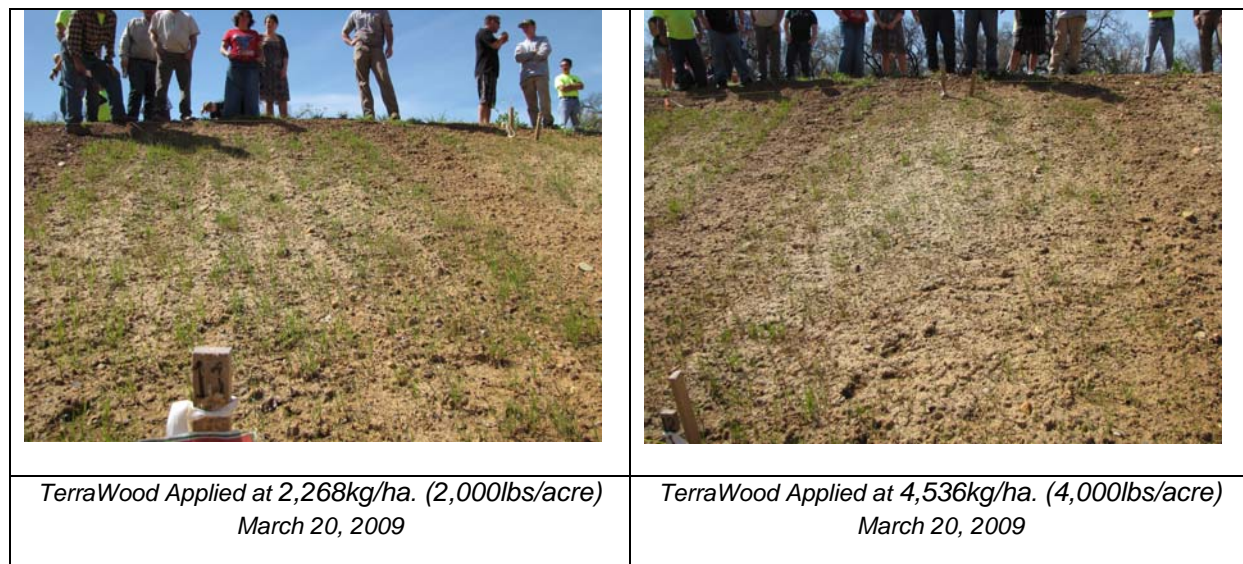 TerraWood Applied at 2,268kg/ha. (2,000lbs/acre)
March 20, 2009
TerraWood Applied at 4,536kg/ha. (4,000lbs/acre)
March 20, 2009